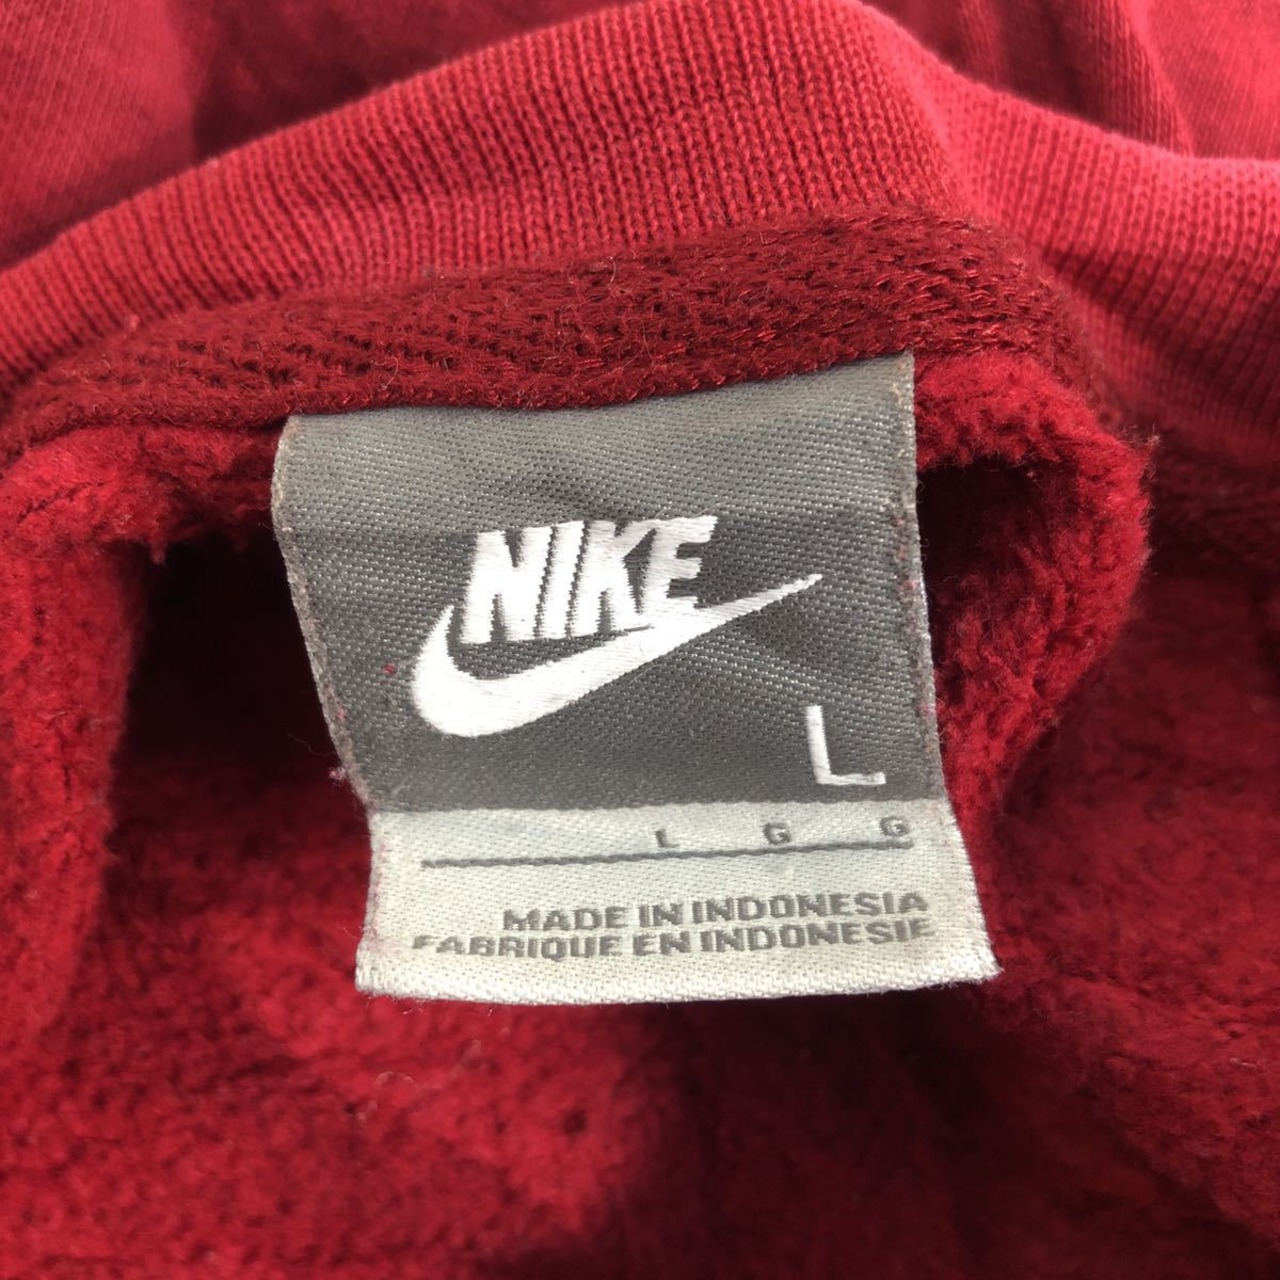 NIKE
L
L G G
MADE IN INDONESIA
FABRIQUE EN INDONESIE